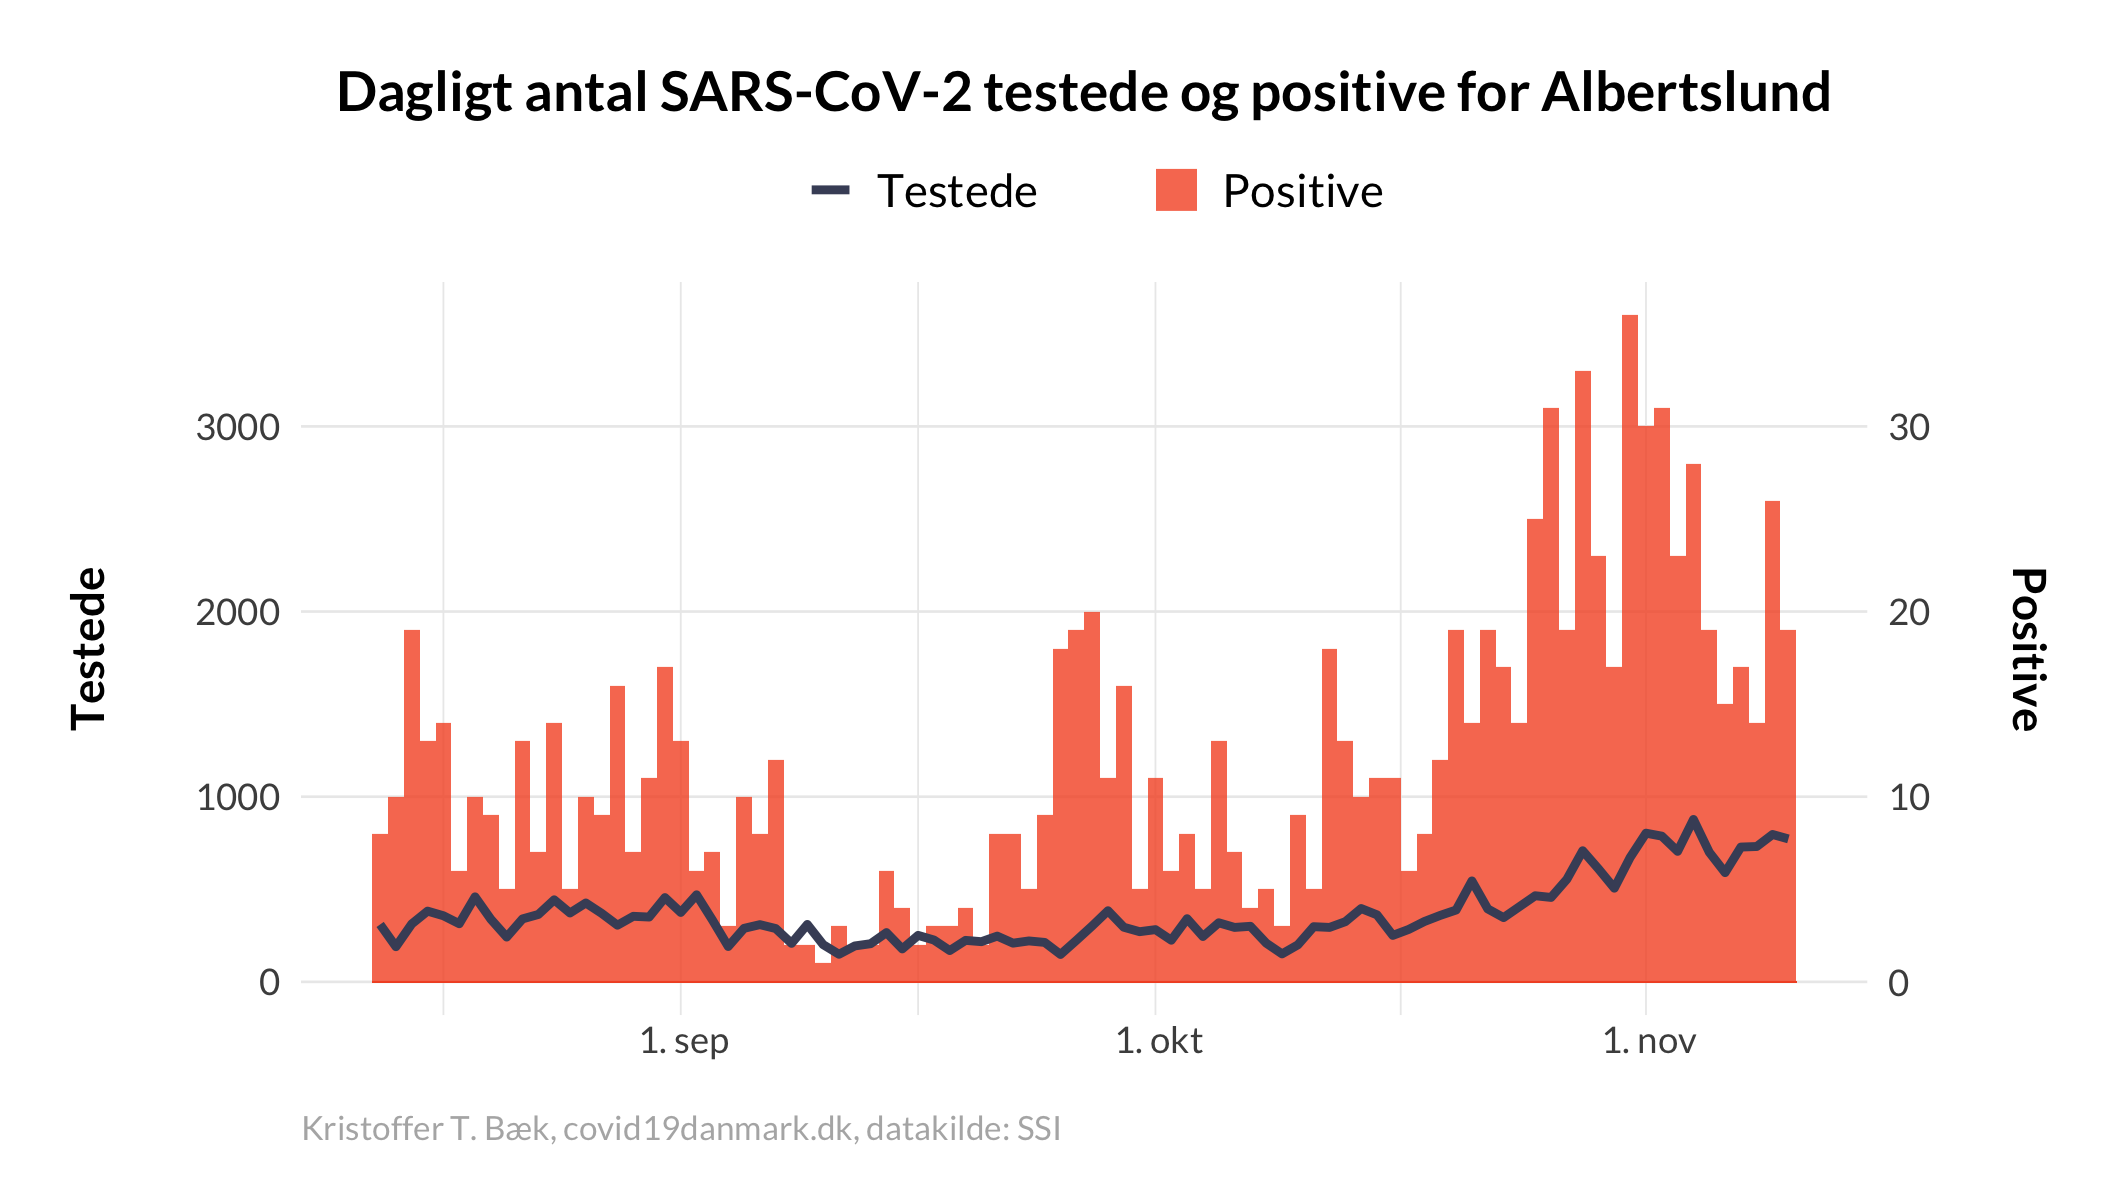 Dagligt antal SARS-CoV-2 testede og positive for Albertslund
Testede Positive
3000 30
2000 20
1000 10
0 0
Testede
Positive
1. sep 1. okt 1. nov
Kristoffer T. Bæk, covid19danmark.dk, datakilde: SSI